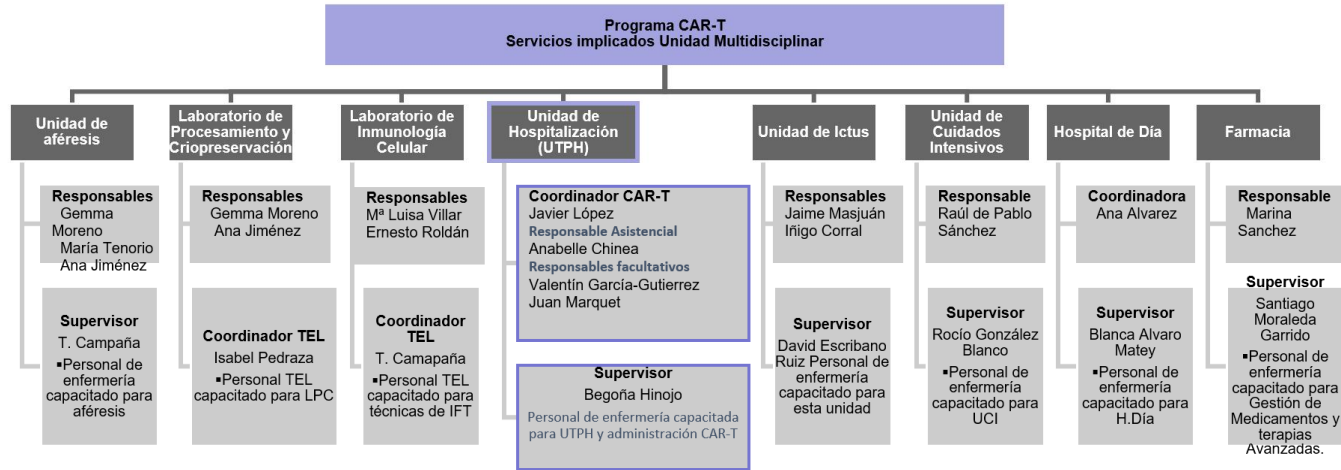 Programa CAR-T
Servicios implicados Unidad Multidisciplinar
Unidad de
aféresis
Responsables
Gemma
Moreno
María Tenorio
Ana Jiménez
Supervisor
T. Campaña
▪Personal de
enfermería
capacitado para
aféresis
Laboratorio de
Procesamiento y
Criopreservación
Responsables
Gemma Moreno
Ana Jiménez
Coordinador TEL
Isabel Pedraza
▪Personal TEL
capacitado para LPC
Laboratorio de
Inmunología
Celular
Responsables
Mª Luisa Villar
Ernesto Roldán
Coordinador
TEL
T. Camapaña
▪Personal TEL
capacitado para
técnicas de IFT
Unidad de
Hospitalización
(UTPH)
Coordinador CAR-T
Javier López
Responsable Asistencial
Anabelle Chinea
Responsables facultativos
Valentín García-Gutierrez
Juan Marquet
Supervisor
Begoña Hinojo
Personal de enfermería capacitada
para UTPH y administración CAR-T
Unidad de Ictus
Responsables
Jaime Masjuán
Iñigo Corral
Supervisor
David Escribano
Ruiz Personal de
enfermería
capacitado para
esta unidad
Unidad de
Cuidados
Intensivos
Responsable
Raúl de Pablo
Sánchez
Supervisor
Rocío González
Blanco
▪Personal de
enfermería
capacitado para
UCI
Hospital de Día
Coordinadora
Ana Alvarez
Supervisor
Blanca Alvaro
Matey
▪Personal de
enfermería
capacitado para
H.Día
Farmacia
Responsable
Marina
Sanchez
Supervisor
Santiago
Moraleda
Garrido
▪Personal de
enfermería
capacitado para
Gestión de
Medicamentos y
terapias
Avanzadas.